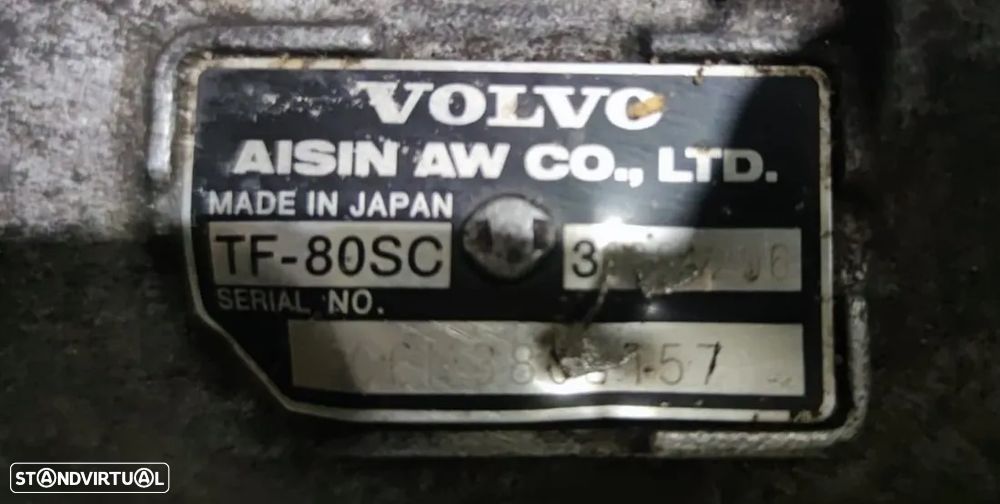 VOLVO
AISIN AW CO., LTD.
MADE IN JAPAN
TF-80SC
SERIAL NO.
STANDVIRTUAL